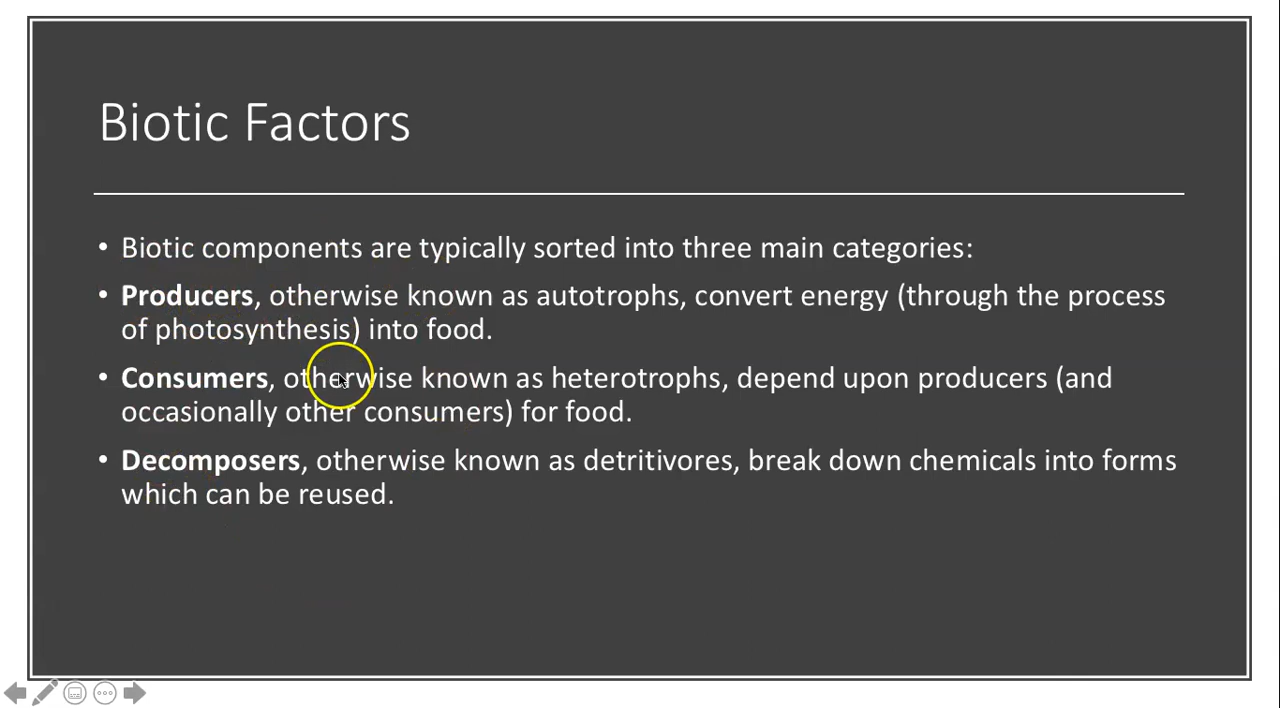 Biotic Factors
• Biotic components are typically sorted into three main categories:
• Producers, otherwise known as autotrophs, convert energy (through the process
of photosynthesis) into food.
• Consumers, otherwise known as heterotrophs, depend upon producers (and
occasionally other consumers) for food.
• Decomposers, otherwise known as detritivores, break down chemicals into forms
which can be reused.